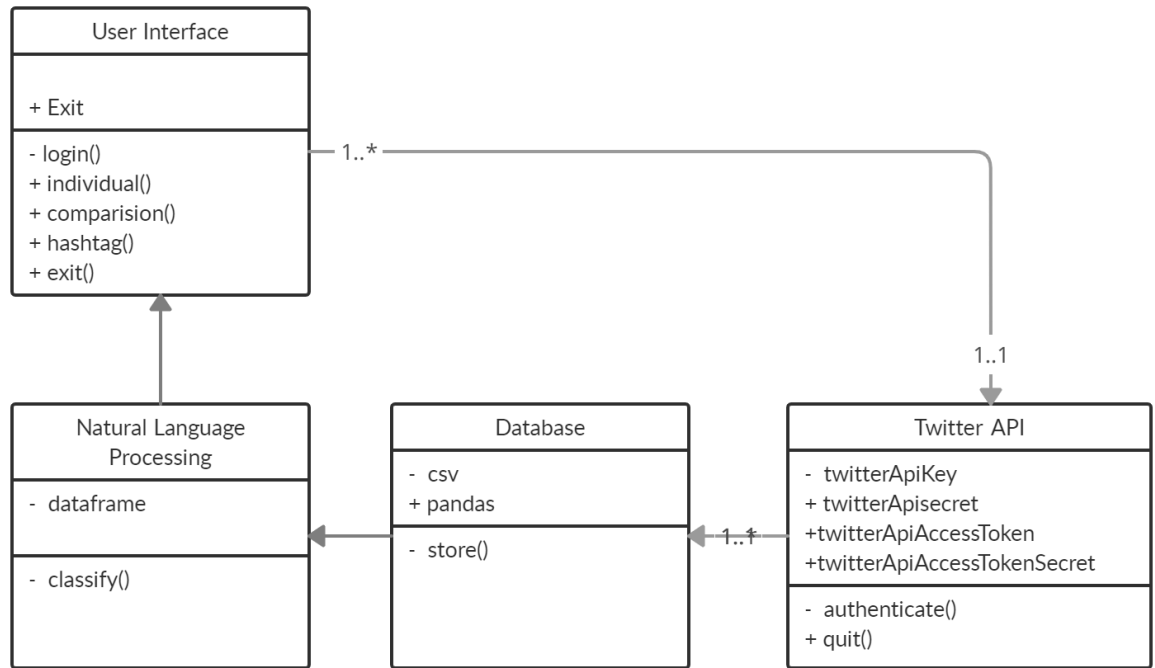 User Interface
+ Exit
- login()
+ individual()
+ comparision()
+ hashtag()
+ exit()
1..*
1..1
Natural Language
Processing
- dataframe
- classify()
Database
- csv
+ pandas
- store()
Twitter API
- twitterApiKey
+ twitterApisecret
+twitterApiAccessToken
+twitterApiAccessTokenSecret
- authenticate()
+ quit()